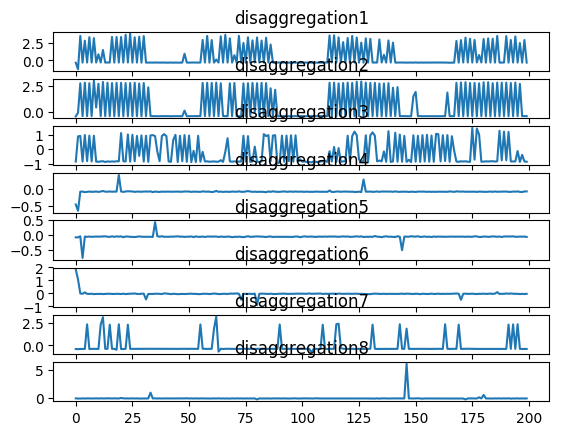 disaggregation1
2.5
0.0
disaggregation2
2.5
0.0
disaggregation3
1
0
−1
disaggregation4
0.0
−0.5
disaggregation5
0.5
0.0
−0.5
disaggregation6
2
1
0
−1
disaggregation7
2.5
0.0
disaggregation8
5
0
0 25 50 75 100 125 150 175 200